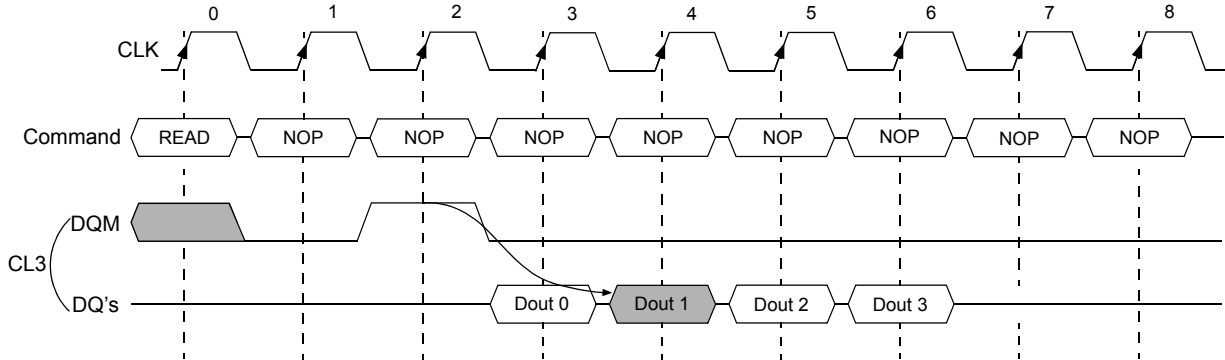 0 1 2 3 4 5 6 7 8
CLK
Command READ NOP NOP NOP NOP NOP NOP NOP NOP
DQM
CL3
DQ's Dout 0 Dout 1 Dout 2 Dout 3